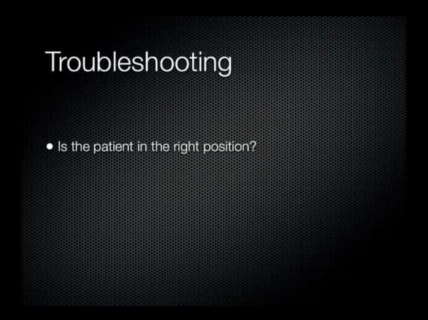 Troubleshooting
• Is the patient in the right position?